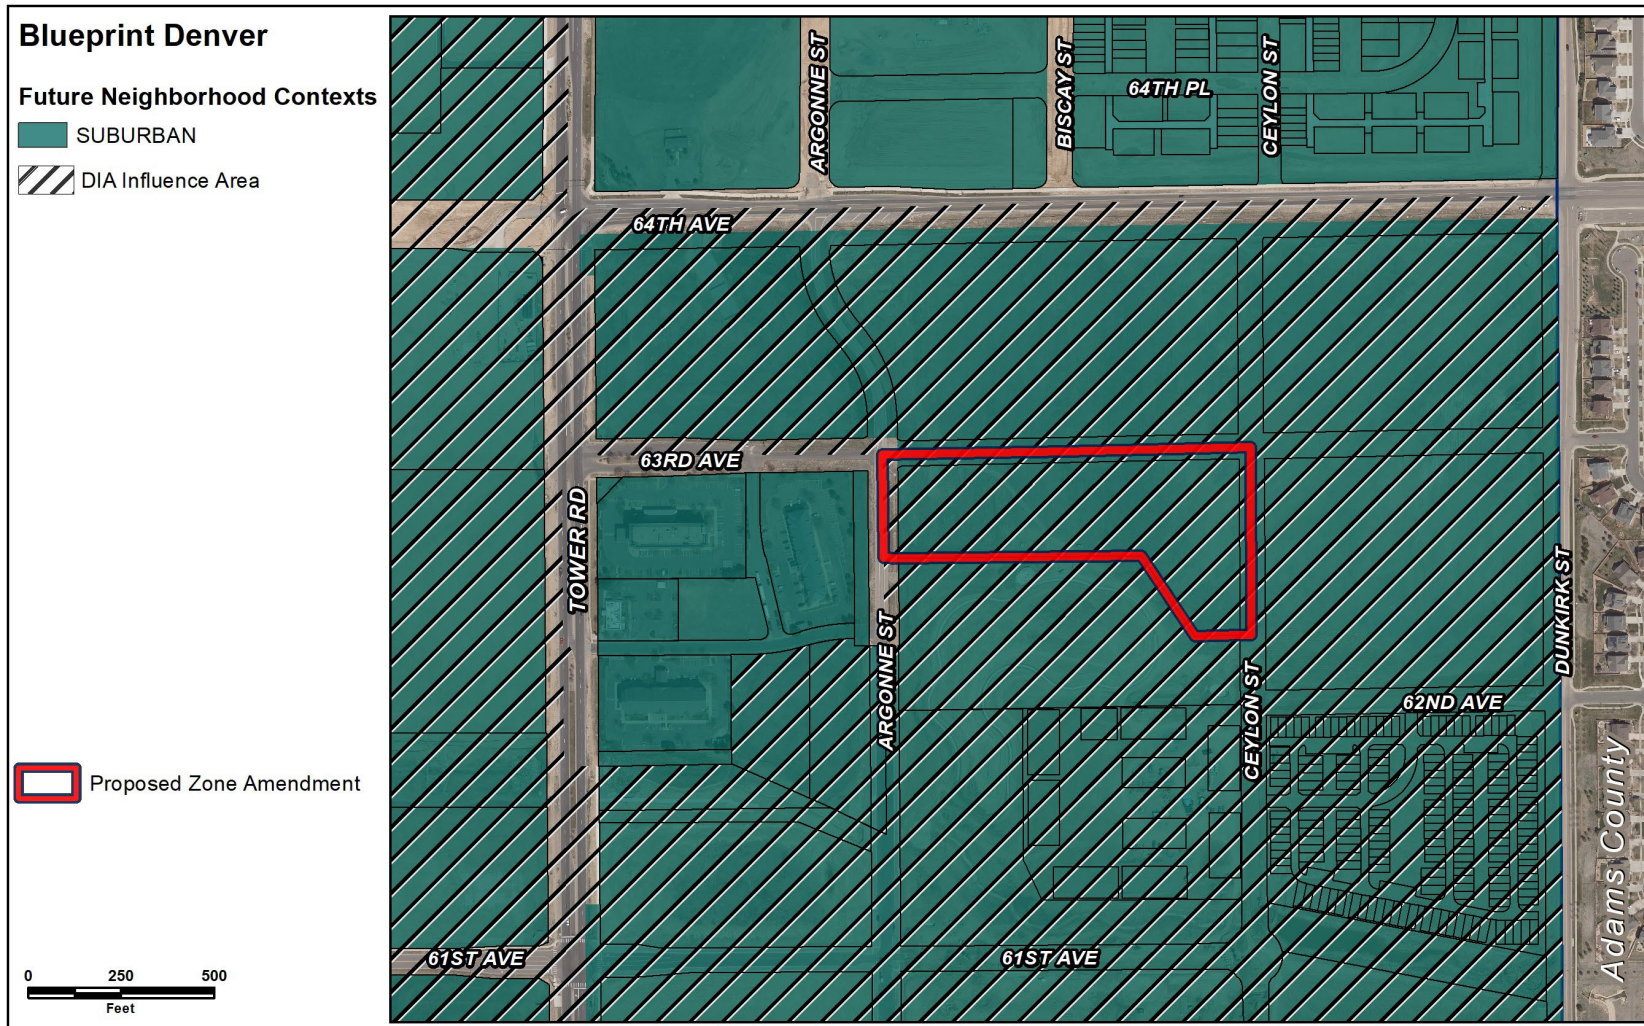 Blueprint Denver
Future Neighborhood Contexts
SUBURBAN
DIA Influence Area
Proposed Zone Amendment
0 250 500
Feet
ARGONNE ST
BISCAY ST
64TH PL
CEYLON ST
64TH AVE
63RD AVE
TOWER RD
ARGONNE ST
CEYLON ST
DUNKIRK ST
62ND AVE
Adams County
61ST AVE
61ST AVE